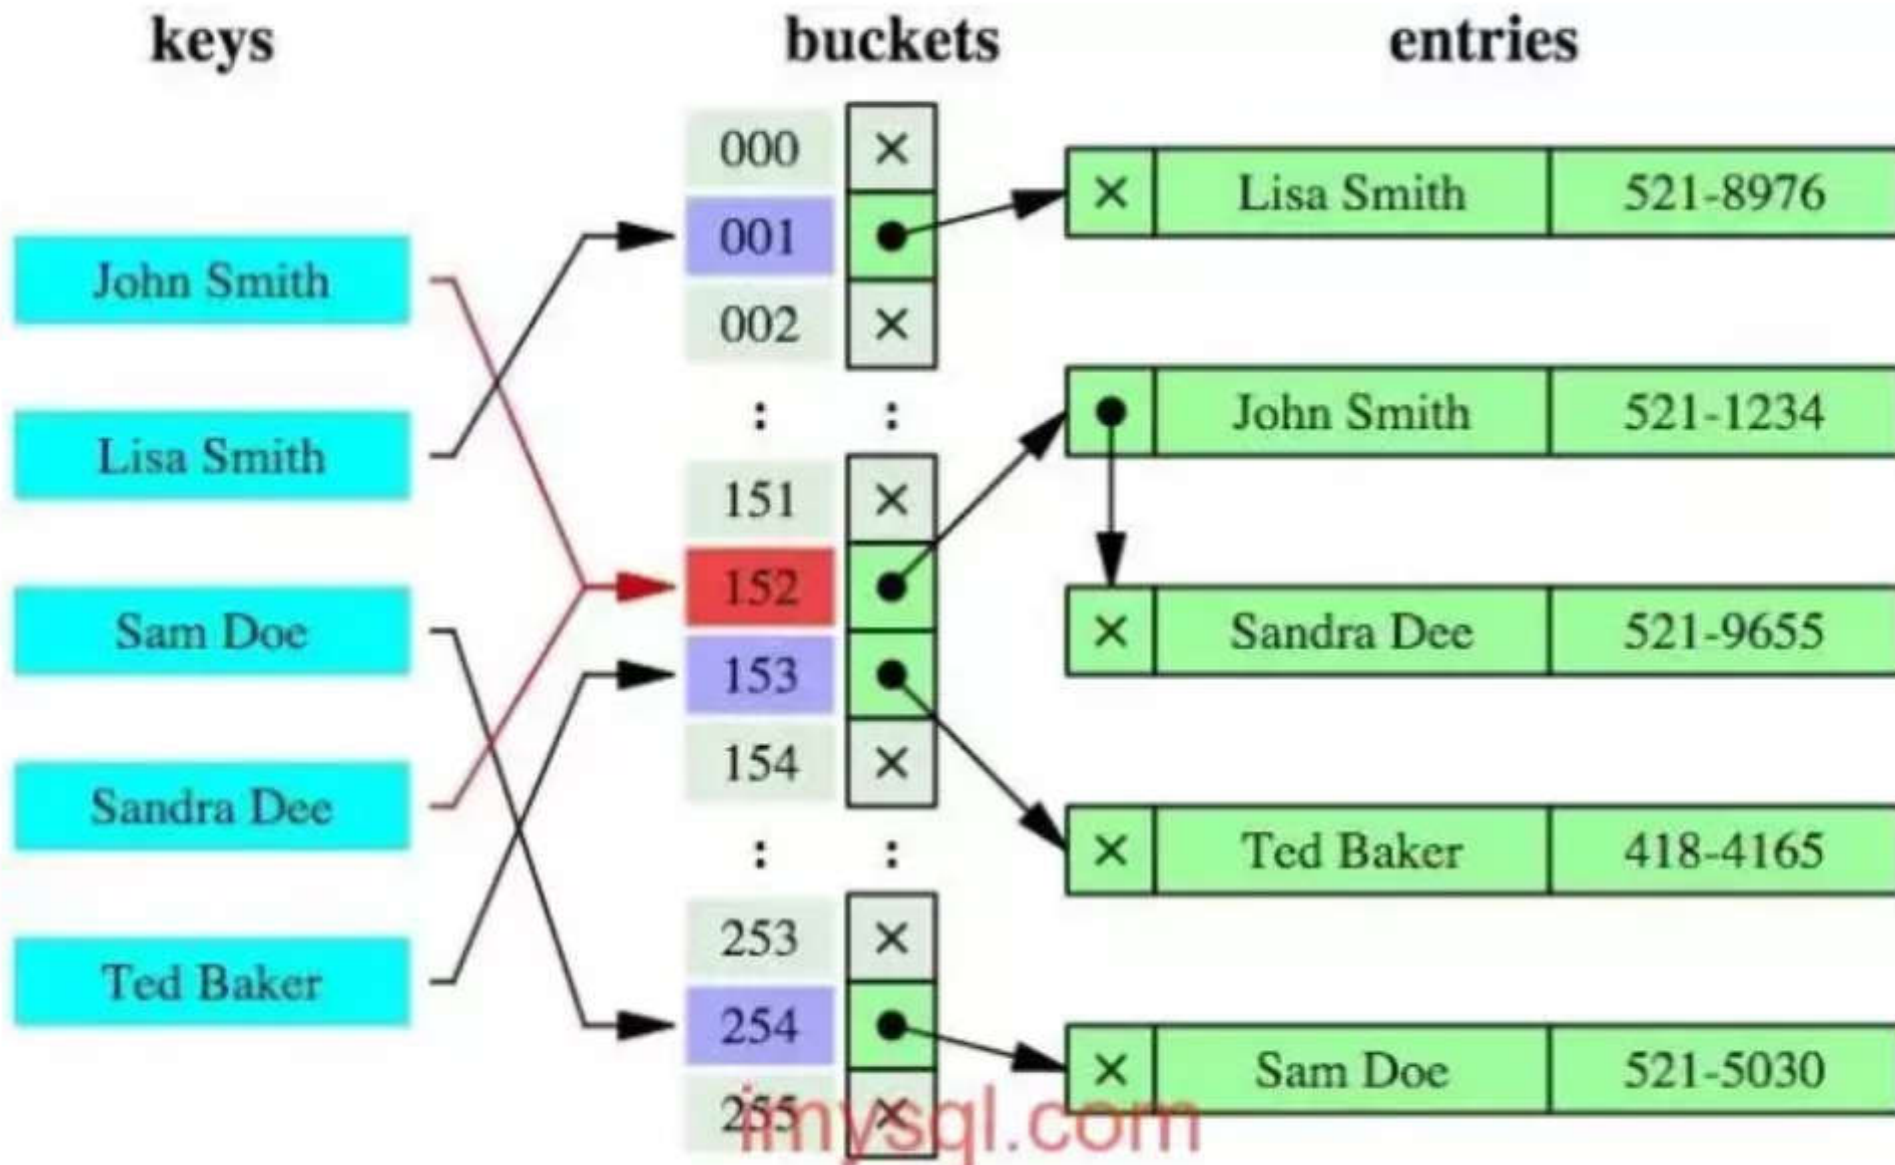 keys
buckets
entries
John Smith
Lisa Smith
Sam Doe
Sandra Dee
Ted Baker
000 ×
001
002 ×
: :
151 ×
152
153
154 ×
: :
253 ×
254
255 ×
× Lisa Smith 521-8976
John Smith 521-1234
× Sandra Dee 521-9655
× Ted Baker 418-4165
× Sam Doe 521-5030
imysql.com